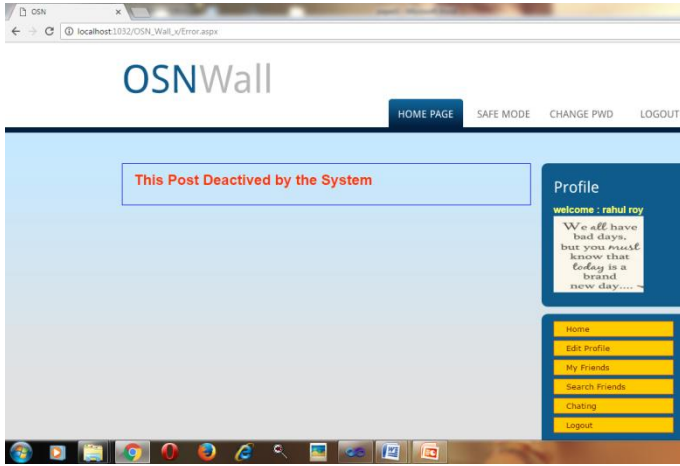 OSN
localhost:1032/OSN_Wall_x/Error.aspx
OSNWall
HOME PAGE SAFE MODE CHANGE PWD LOGOUT
This Post Deactived by the System
Profile
welcome : rahul roy
We all have
bad days,
but you must
know that
today is a
brand
new day....
Home
Edit Profile
My Friends
Search Friends
Chating
Logout